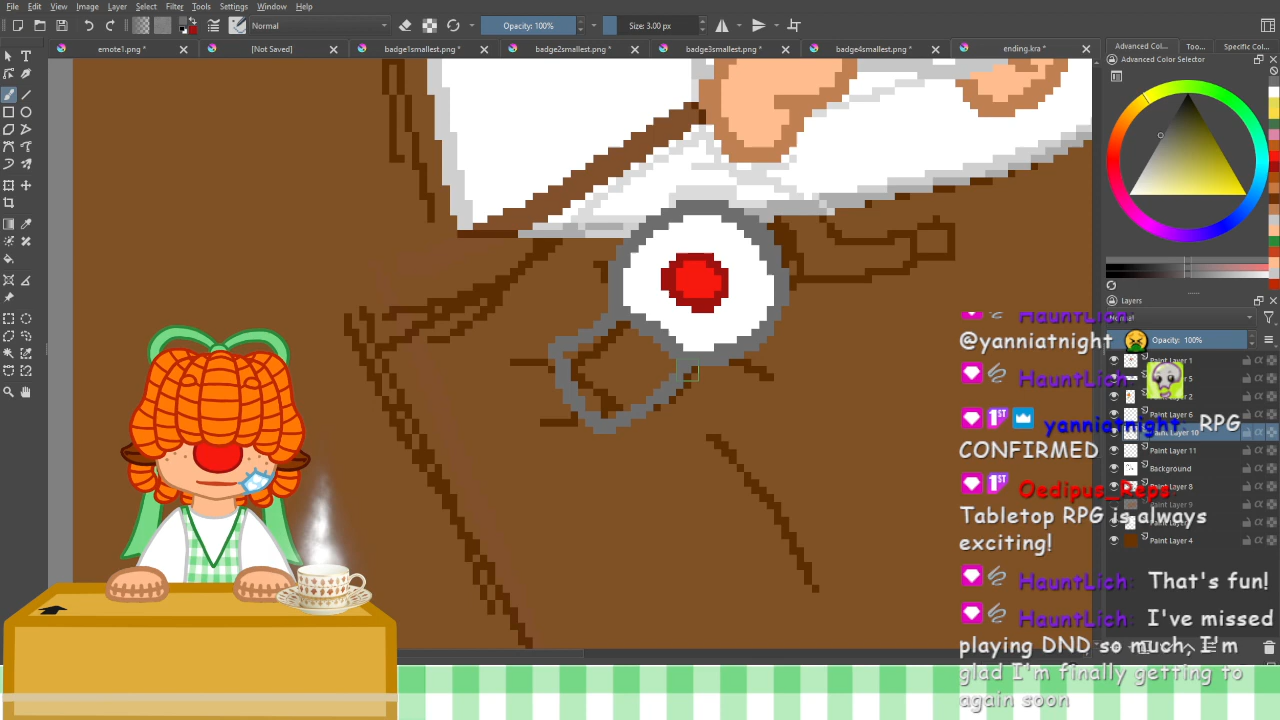 File Edit View Image Layer Select Filter Tools Settings Window Help
Normal Opacity: 100% Size: 3.00 px
emote1.png * [Not Saved] badge1smallest.png * badge2smallest.png * badge3smallest.png * badge4smallest.png * ending.kra * Advanced Col... Too... Specific Col...
Advanced Color Selector
Layers
Opacity: 100%
Paint Layer 1
Paint Layer 6
Paint Layer 10
Paint Layer 11
Background
Paint Layer 8
Paint Layer 4
HauntLich:
@yanniatnight
HauntLich:
1ST yanniatnight: RPG
CONFIRMED
1ST Oedipus_Reps:
Tabletop RPG is always
exciting!
HauntLich: That's fun!
HauntLich: I've missed
playing DND so much, I'm
glad I'm finally getting to
again soon